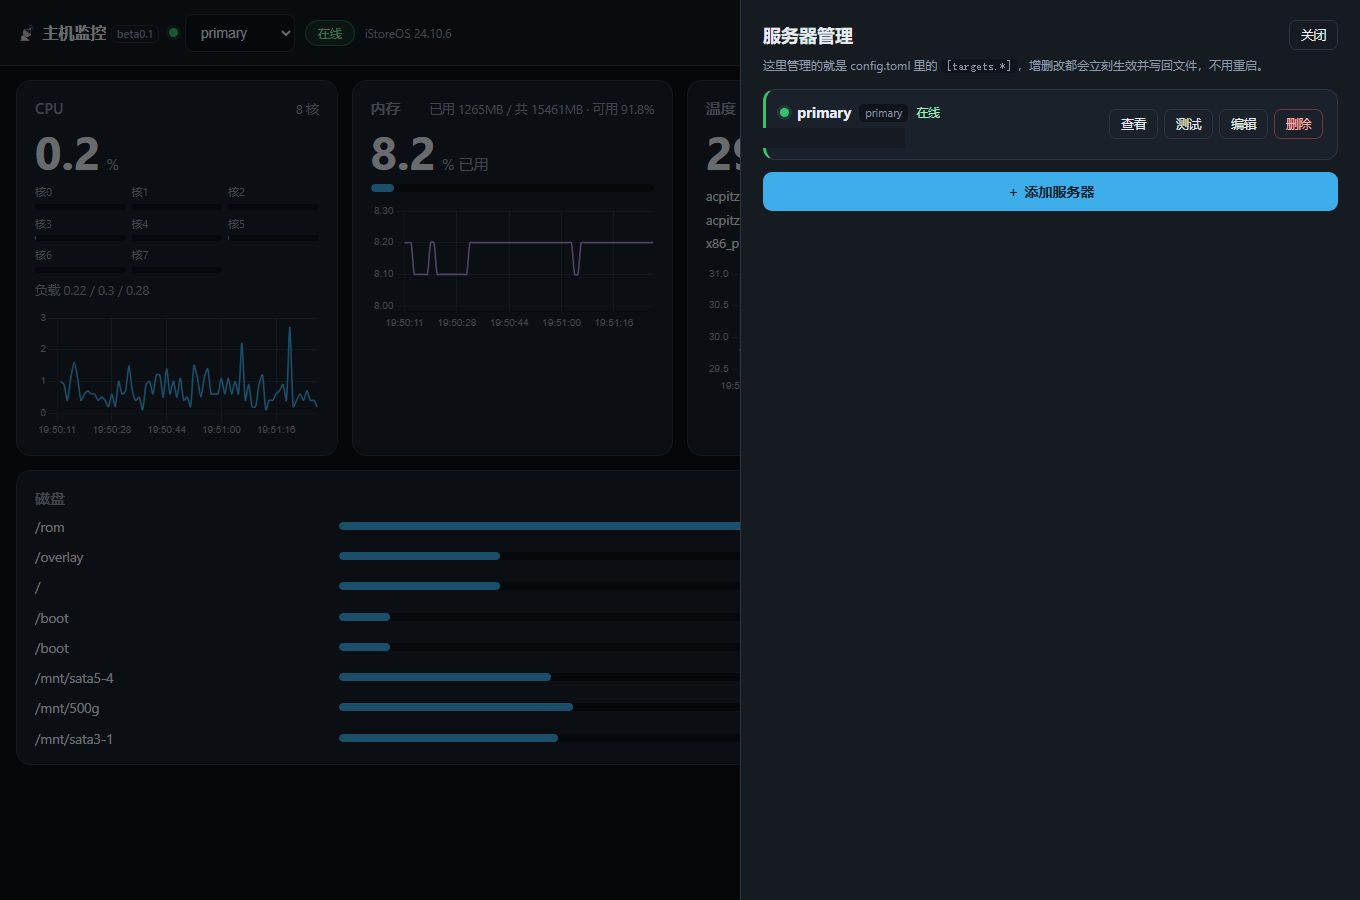 主机监控 beta0.1 primary 在线 iStoreOS 24.10.6
CPU 8 核
0.2 %
核0 核1 核2
核3 核4 核5
核6 核7
负载 0.22 / 0.3 / 0.28
3
2
1
0
19:50:11 19:50:28 19:50:44 19:51:00 19:51:16
内存 已用 1265MB / 共 15461MB · 可用 91.8%
8.2 % 已用
8.30
8.20
8.10
8.00
19:50:11 19:50:28 19:50:44 19:51:00 19:51:16
温度
29
acpitz
acpitz
x86_p
31.0
30.5
30.0
29.5
19:5
磁盘
/rom
/overlay
/
/boot
/boot
/mnt/sata5-4
/mnt/500g
/mnt/sata3-1
服务器管理 关闭
这里管理的就是 config.toml 里的 [targets.*] ，增删改都会立刻生效并写回文件，不用重启。
primary primary 在线 查看 测试 编辑 删除
+ 添加服务器